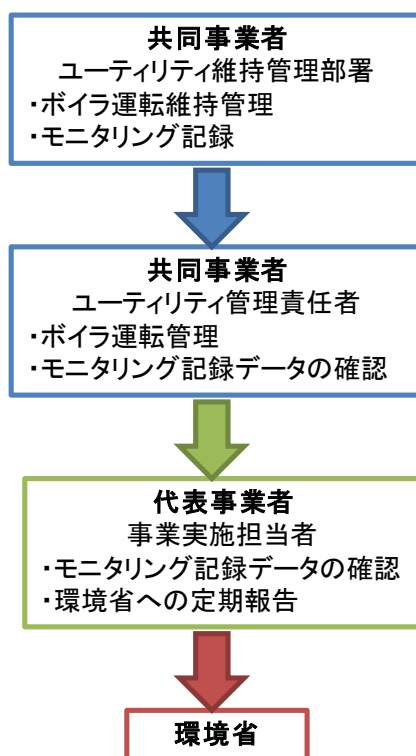 共同事業者
ユーティリティ維持管理部署
・ボイラ運転維持管理
・モニタリング記録
共同事業者
ユーティリティ管理責任者
・ボイラ運転管理
・モニタリング記録データの確認
代表事業者
事業実施担当者
・モニタリング記録データの確認
・環境省への定期報告
環境省